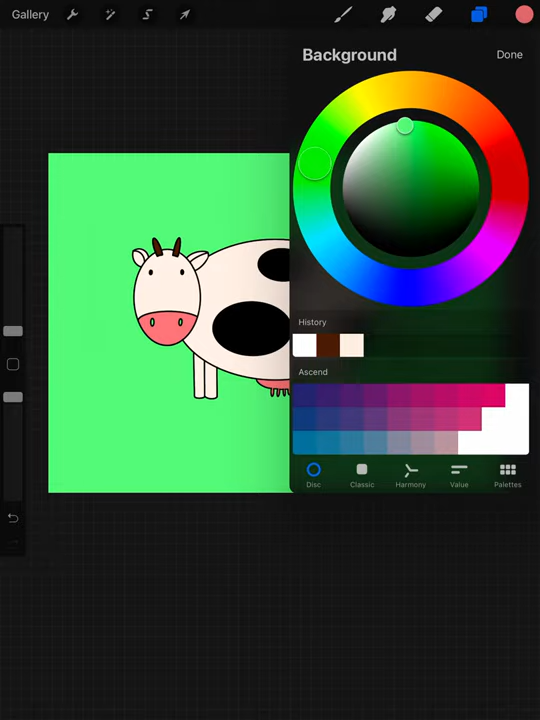 Gallery
Background
Done
History
Ascend
Disc
Classic
Harmony
Value
Palettes